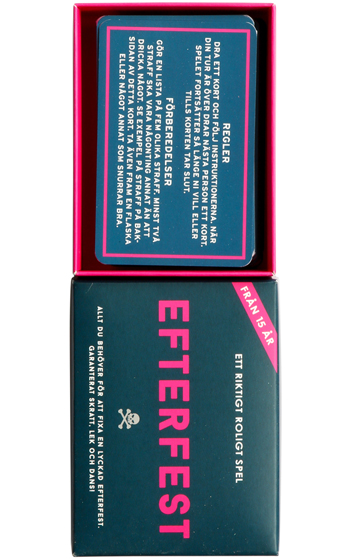 REGLER
DRA ETT KORT OCH FÖLJ INSTRUKTIONERNA. NÄR
DIN TUR ÄR ÖVER DRAR NÄSTA PERSON ETT KORT.
SPELET FORTSÄTTER SÅ LÄNGE NI VILL ELLER
TILLS KORTEN TAR SLUT.
FÖRBEREDELSER
GÖR EN LISTA PÅ FEM OLIKA STRAFF. MINST TVÅ
STRAFF SKA VARA NÅGONTING ANNAT ÄN ATT
DRICKA NÅGOT. SE EXEMPEL PÅ STRAFF PÅ BAK-
SIDAN AV DETTA KORT. TA ÄVEN FRAM EN FLASKA
ELLER NÅGOT ANNAT SOM SNURRAR BRA.
FRÅN 15 ÅR
ETT RIKTIGT ROLIGT SPEL
EFTERFEST
ALLT DU BEHÖVER FÖR ATT FIXA EN LYCKAD EFTERFEST.
GARANTERAT SKRATT, LEK OCH DANS!